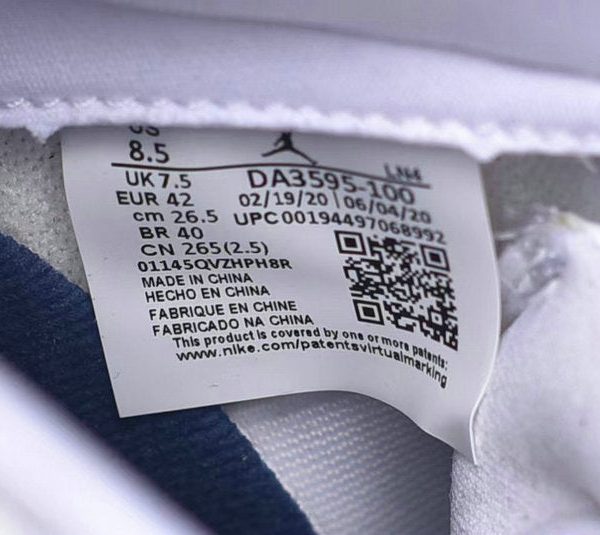 US
8.5
UK 7.5
EUR 42
cm 26.5
BR 40
CN 265(2.5)
01145QVZHPH8R
MADE IN CHINA
HECHO EN CHINA
FABRIQUE EN CHINE
FABRICADO NA CHINA
LN4
DA3595-100
02/19/20 | 06/04/20
UPC 00194497068992
This product is covered by one or more patents:
www.nike.com/patentsvirtualmarking